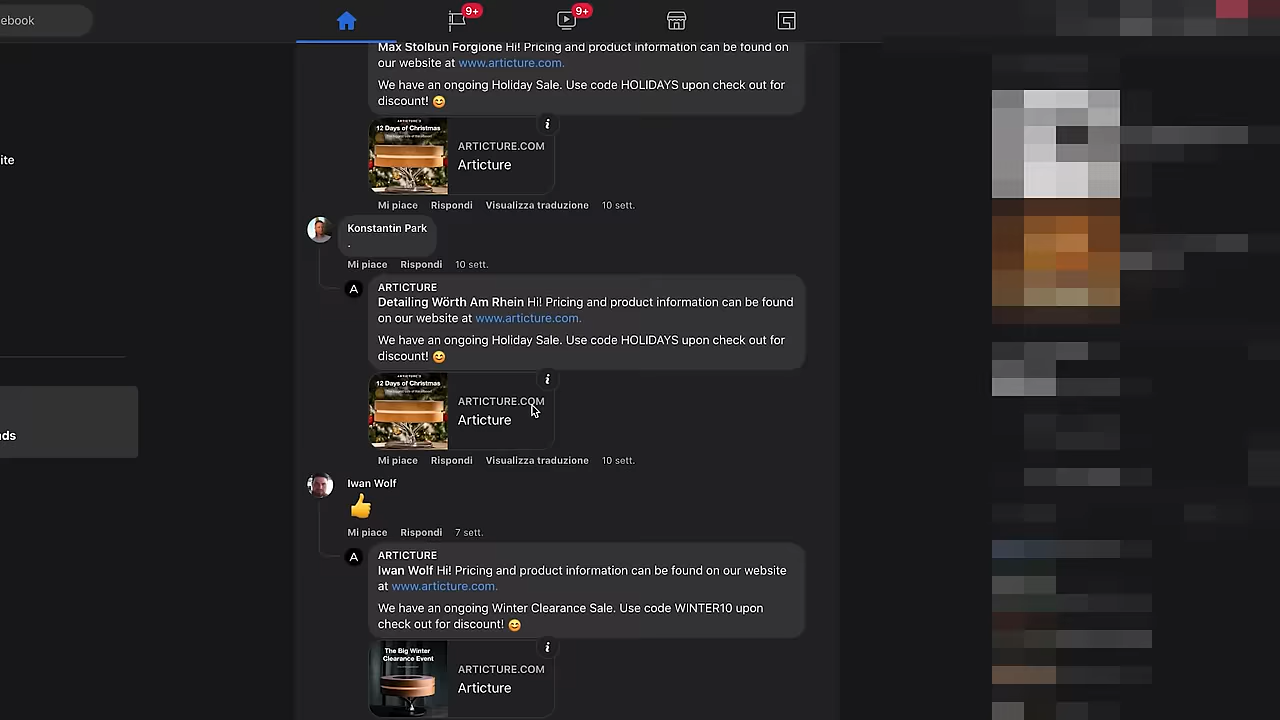 ebook
9+
9+
Max Stolbun Forgione Hi! Pricing and product information can be found on
our website at www.articture.com.
We have an ongoing Holiday Sale. Use code HOLIDAYS upon check out for
discount! 😊
ARTICTURE'S
12 Days of Christmas
ARTICTURE.COM
Articture
Mi piace Rispondi Visualizza traduzione 10 sett.
ite
Konstantin Park
.
Mi piace Rispondi 10 sett.
A
ARTICTURE
Detailing Wörth Am Rhein Hi! Pricing and product information can be found
on our website at www.articture.com.
We have an ongoing Holiday Sale. Use code HOLIDAYS upon check out for
discount! 😊
ARTICTURE'S
12 Days of Christmas
ARTICTURE.COM
Articture
nds
Mi piace Rispondi Visualizza traduzione 10 sett.
Iwan Wolf
👍
Mi piace Rispondi 7 sett.
A
ARTICTURE
Iwan Wolf Hi! Pricing and product information can be found on our website
at www.articture.com.
We have an ongoing Winter Clearance Sale. Use code WINTER10 upon
check out for discount! 😊
The Big Winter
Clearance Event
ARTICTURE.COM
Articture